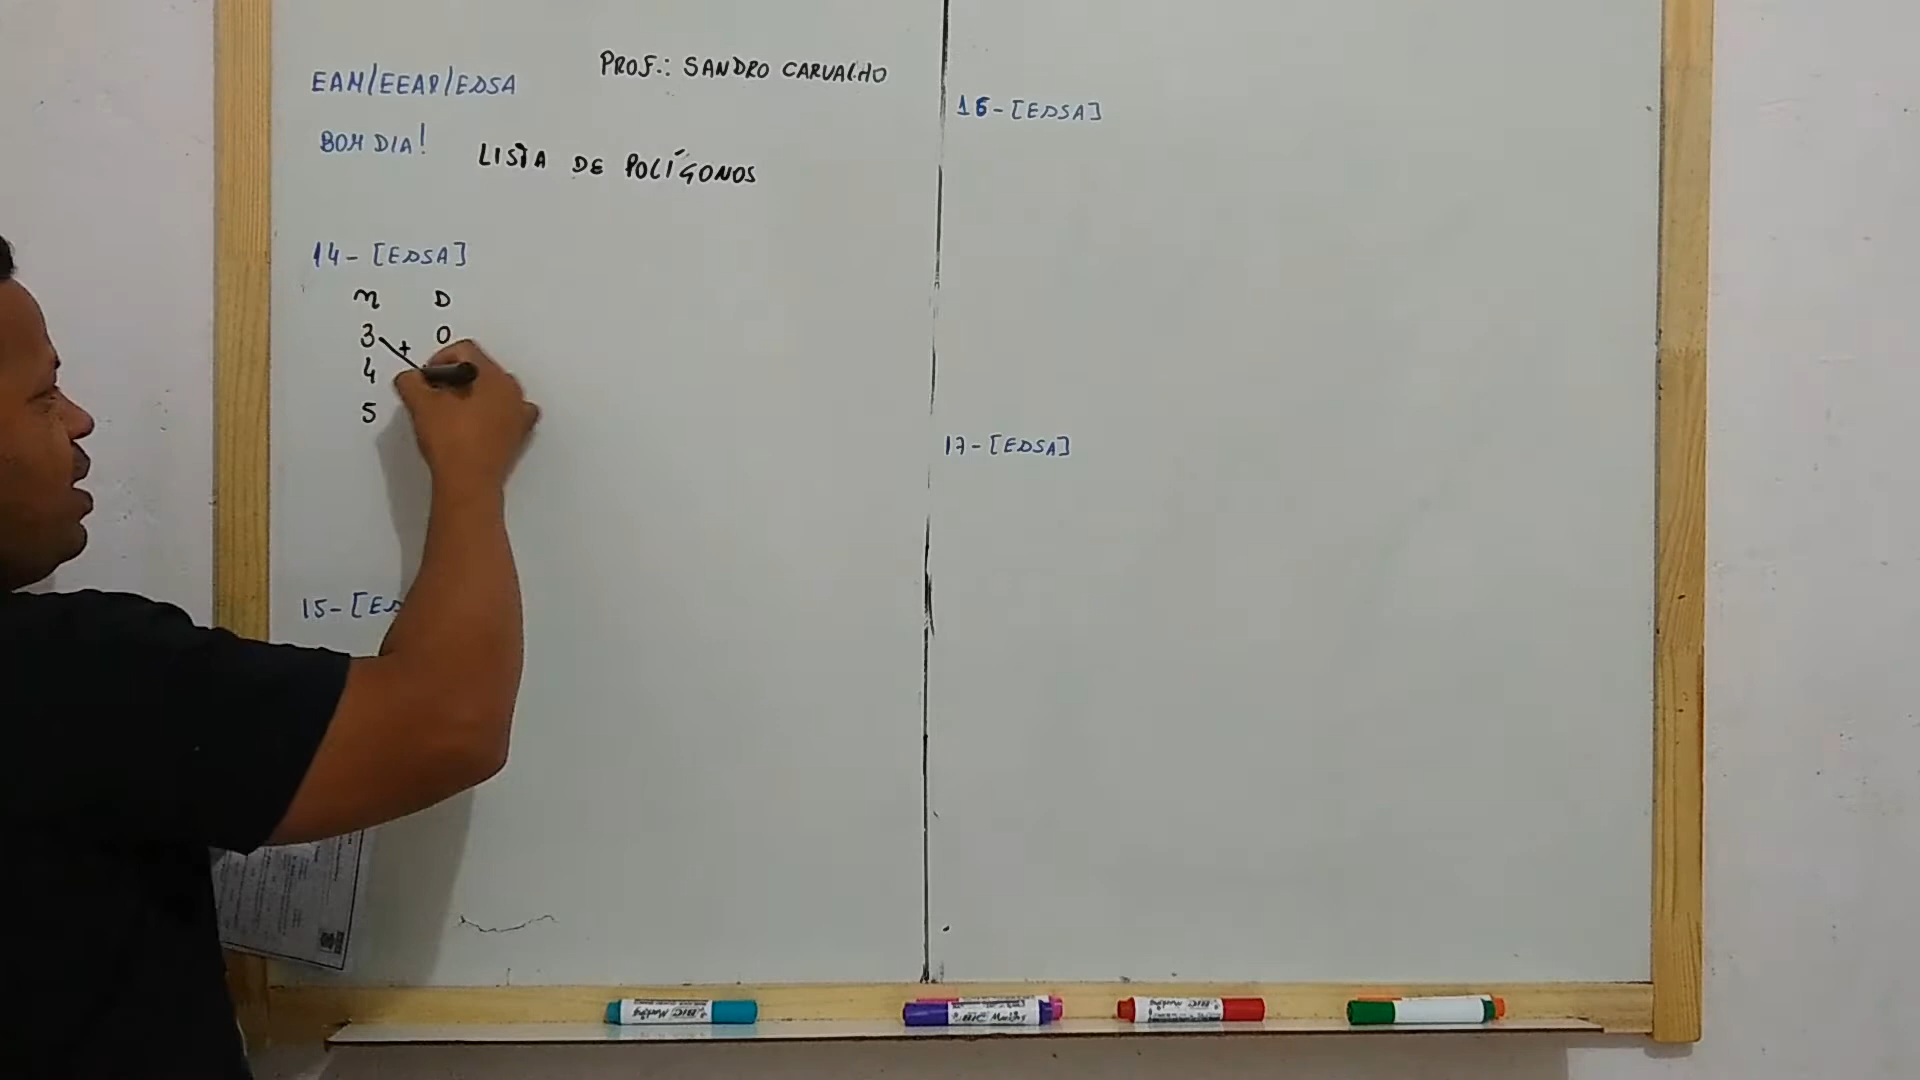 EAM/EEAR/EDSA
PROF.: SANDRO CARVALHO
BOM DIA!
LISTA DE POLÍGONOS
14- [EDSA]
n D
3 + 0
4
5
15- [ED
16- [EDSA]
17- [EDSA]